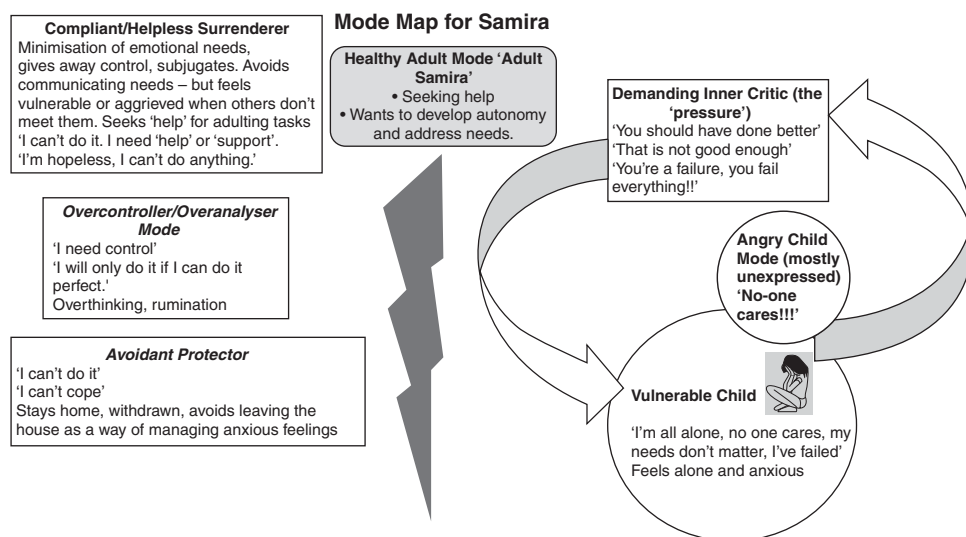 Mode Map for Samira
Compliant/Helpless Surrenderer
Minimisation of emotional needs,
gives away control, subjugates. Avoids
communicating needs – but feels
vulnerable or aggrieved when others don't
meet them. Seeks 'help' for adulting tasks
'I can't do it. I need 'help' or 'support'.
'I'm hopeless, I can't do anything.'
Overcontroller/Overanalyser
Mode
'I need control'
'I will only do it if I can do it
perfect.'
Overthinking, rumination
Avoidant Protector
'I can't do it'
'I can't cope'
Stays home, withdrawn, avoids leaving the
house as a way of managing anxious feelings
Healthy Adult Mode 'Adult
Samira'
• Seeking help
• Wants to develop autonomy
and address needs.
Demanding Inner Critic (the
'pressure')
'You should have done better'
'That is not good enough'
'You're a failure, you fail
everything!!'
Angry Child
Mode (mostly
unexpressed)
'No-one
cares!!!'
Vulnerable Child
'I'm all alone, no one cares, my
needs don't matter, I've failed'
Feels alone and anxious